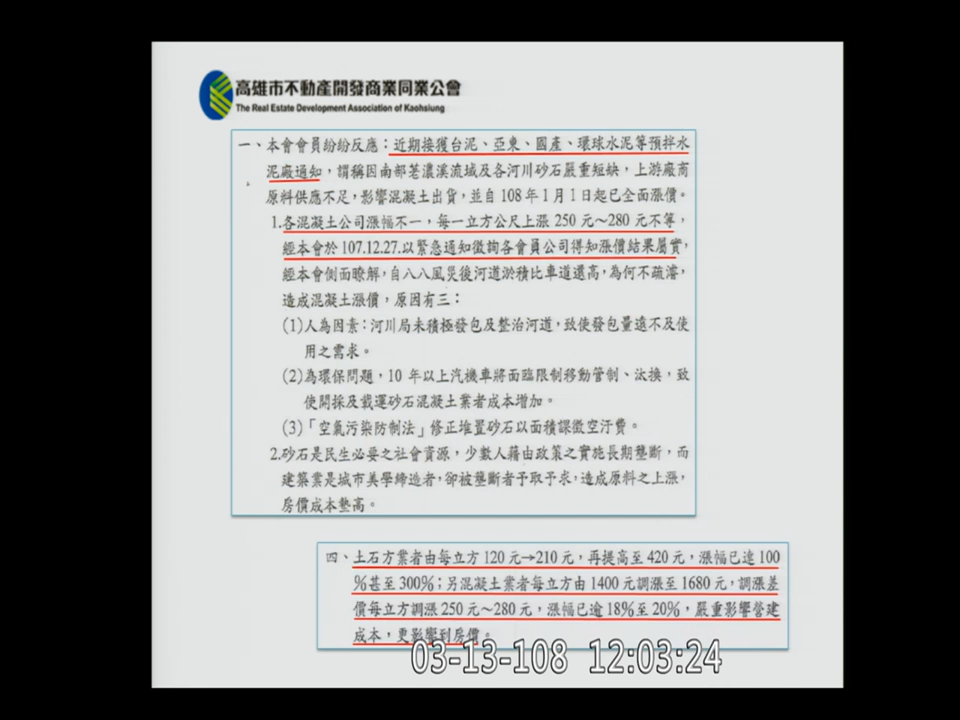 高雄市不動產開發商業同業公會
The Real Estate Development Association of Kaohsiung
一、本會會員紛紛反應：近期接獲台泥、亞東、國產、環球水泥等預拌水
泥廠通知，謂稱因南部荖濃溪流域及各河川砂石嚴重短缺，上游廠商
原料供應不足，影響混凝土出貨，並自108年1月1日起已全面漲價。
1.各混凝土公司漲幅不一，每一立方公尺上漲250元～280元不等，
經本會於107.12.27.以緊急通知徵詢各會員公司得知漲價結果屬實，
經本會側面瞭解，自八八風災後河道淤積比車道還高，為何不疏濬，
造成混凝土漲價，原因有三：
(1)人為因素：河川局未積極發包及整治河道，致使發包量遠不及使
用之需求。
(2)為環保問題，10年以上汽機車將面臨限制移動管制、汰換，致
使開採及載運砂石混凝土業者成本增加。
(3)「空氣污染防制法」修正堆置砂石以面積課徵空汙費。
2.砂石是民生必要之社會資源，少數人藉由政策之實施長期壟斷，而
建築業是城市美學締造者，卻被壟斷者予取予求，造成原料之上漲，
房價成本墊高。
四、土石方業者由每立方120元→210元，再提高至420元，漲幅已達100
%甚至300%；另混凝土業者每立方由1400元調漲至1680元，調漲差
價每立方調漲250元～280元，漲幅已逾18%至20%，嚴重影響營建
成本，更影響到房價。
03-13-108 12:03:24